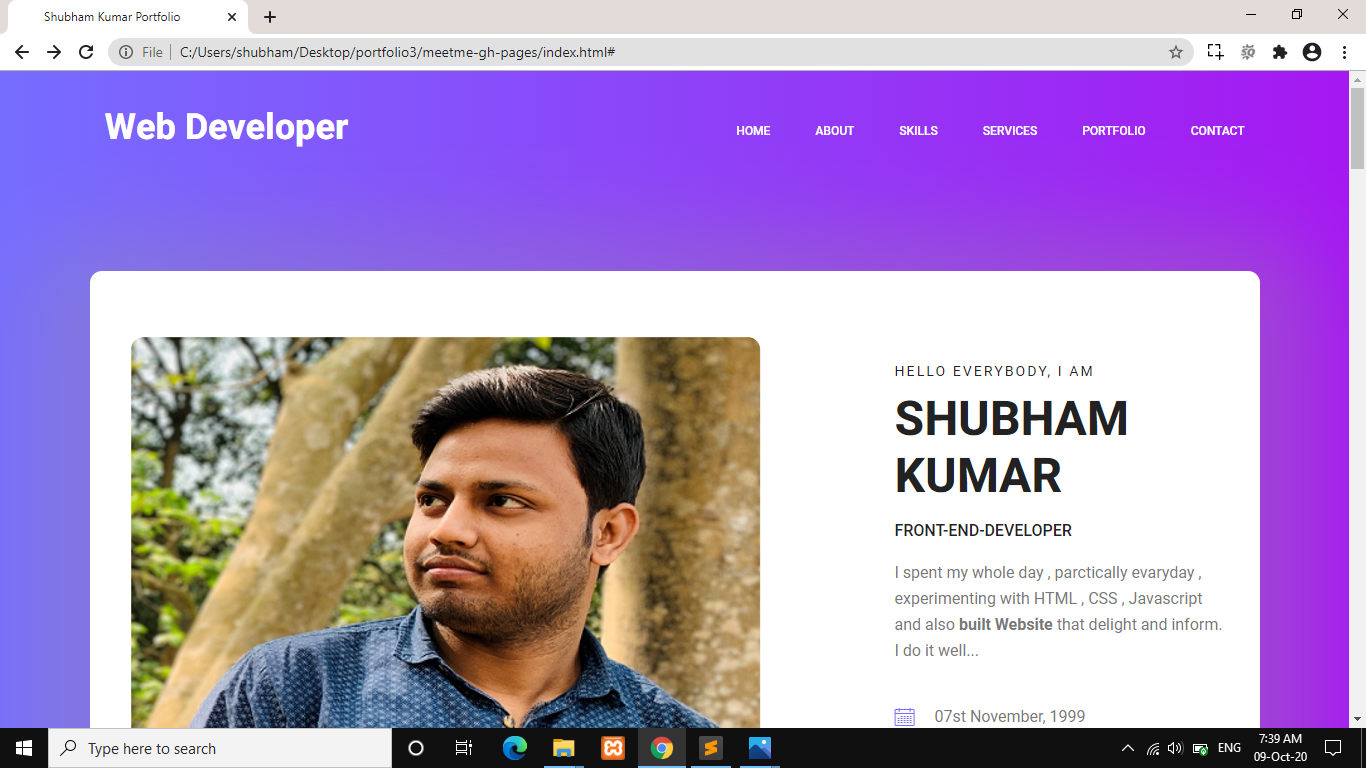 Shubham Kumar Portfolio
File C:/Users/shubham/Desktop/portfolio3/meetme-gh-pages/index.html#
Web Developer
HOME ABOUT SKILLS SERVICES PORTFOLIO CONTACT
HELLO EVERYBODY, I AM
SHUBHAM
KUMAR
FRONT-END-DEVELOPER
I spent my whole day , parctically evaryday ,
experimenting with HTML , CSS , Javascript
and also built Website that delight and inform.
I do it well...
07st November, 1999
Type here to search
ENG
7:39 AM
09-Oct-20